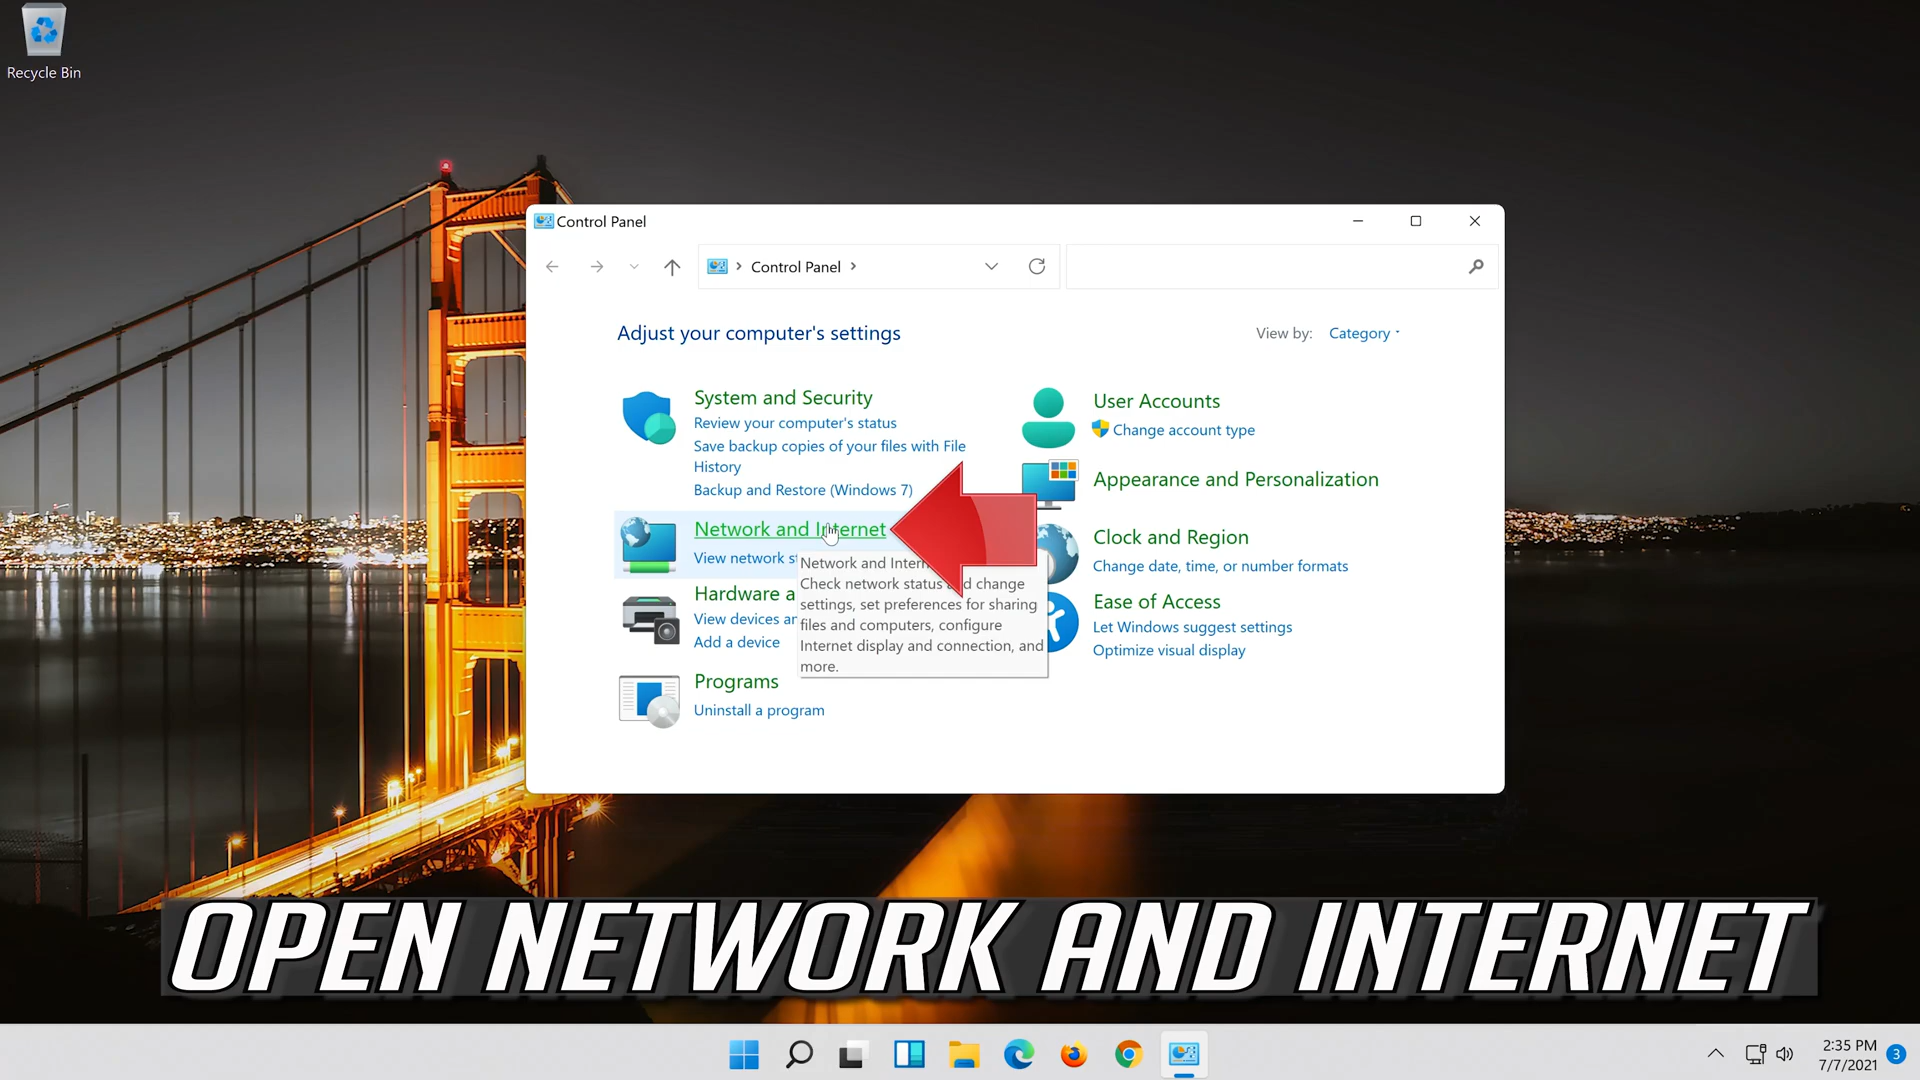 Recycle Bin
Control Panel
Control Panel
Adjust your computer's settings
View by: Category
System and Security
Review your computer's status
Save backup copies of your files with File
History
Backup and Restore (Windows 7)
Network and Internet
View network
Network and
Check network status and change
settings, set preferences for sharing
files and computers, configure
Internet display and connection, and
more.
Hardware
View devices
Add a device
Programs
Uninstall a program
User Accounts
Change account type
Appearance and Personalization
Clock and Region
Change date, time, or number formats
Ease of Access
Let Windows suggest settings
Optimize visual display
OPEN NETWORK AND INTERNET
2:35 PM
7/7/2021
3